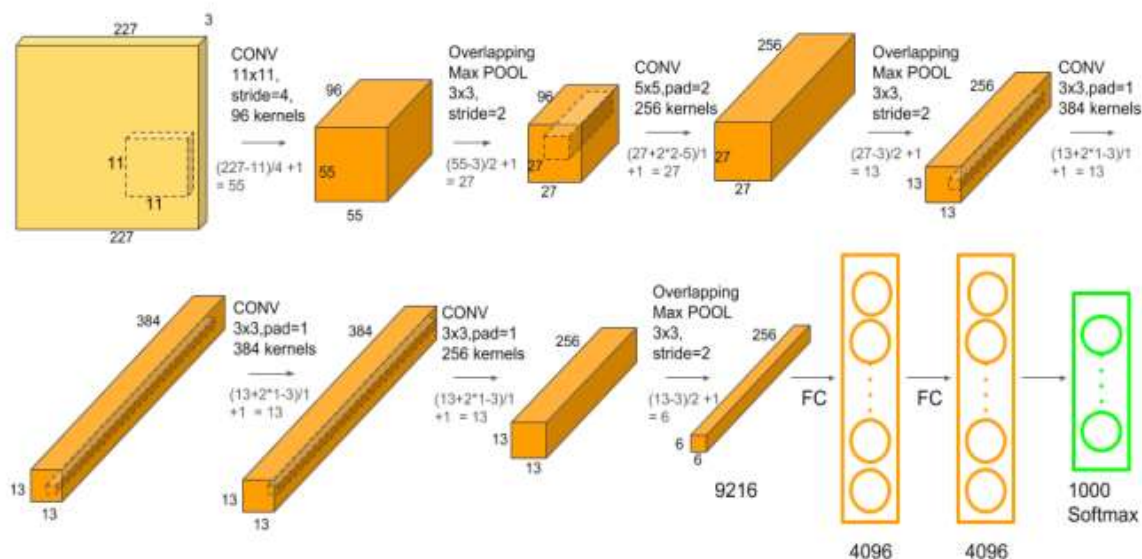 227
3
CONV
11x11,
stride=4,
96 kernels
(227-11)/4 +1
= 55
11
11
227
96
55
55
Overlapping
Max POOL
3x3,
stride=2
(55-3)/2 +1
= 27
96
27
27
CONV
5x5,pad=2
256 kernels
(27+2*2-5)/1
+1 = 27
256
27
27
Overlapping
Max POOL
3x3,
stride=2
(27-3)/2 +1
= 13
256
13
13
CONV
3x3,pad=1
384 kernels
(13+2*1-3)/1
+1 = 13
384
13
13
CONV
3x3,pad=1
384 kernels
(13+2*1-3)/1
+1 = 13
384
13
13
CONV
3x3,pad=1
256 kernels
(13+2*1-3)/1
+1 = 13
256
13
13
Overlapping
Max POOL
3x3,
stride=2
(13-3)/2 +1
= 6
256
6
6
9216
FC
4096
FC
4096
1000
Softmax